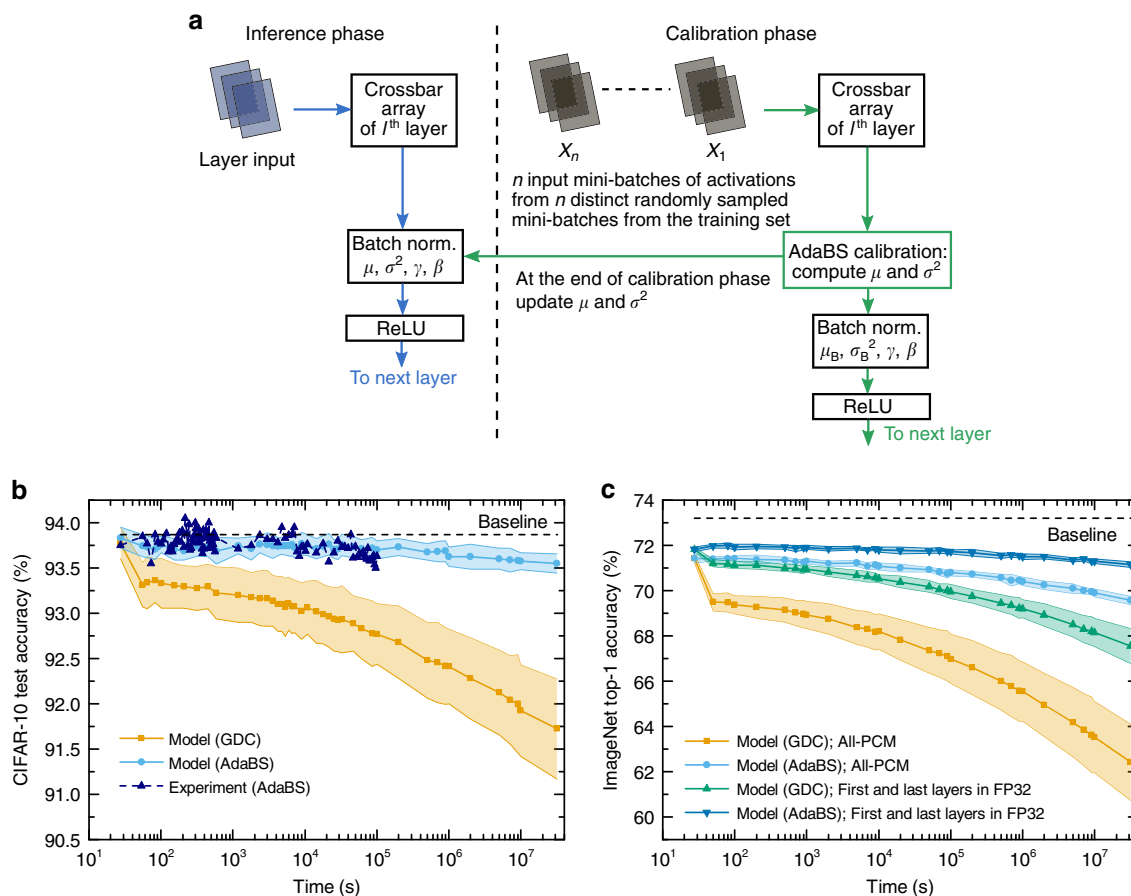 a
Inference phase
Calibration phase
Crossbar
array
of lᵗʰ layer
Crossbar
array
of lᵗʰ layer
Layer input
Xₙ
X₁
n input mini-batches of activations
from n distinct randomly sampled
mini-batches from the training set
Batch norm.
μ, σ², γ, β
AdaBS calibration:
compute μ and σ²
At the end of calibration phase
update μ and σ²
ReLU
To next layer
Batch norm.
μ_B, σ_B², γ, β
ReLU
To next layer
b
CIFAR-10 test accuracy (%)
94.0
93.5
93.0
92.5
92.0
91.5
91.0
90.5
Baseline
Model (GDC)
Model (AdaBS)
Experiment (AdaBS)
10¹
10²
10³
10⁴
10⁵
10⁶
10⁷
Time (s)
c
ImageNet top-1 accuracy (%)
74
72
70
68
66
64
62
60
Baseline
Model (GDC); All-PCM
Model (AdaBS); All-PCM
Model (GDC); First and last layers in FP32
Model (AdaBS); First and last layers in FP32
10¹
10²
10³
10⁴
10⁵
10⁶
10⁷
Time (s)